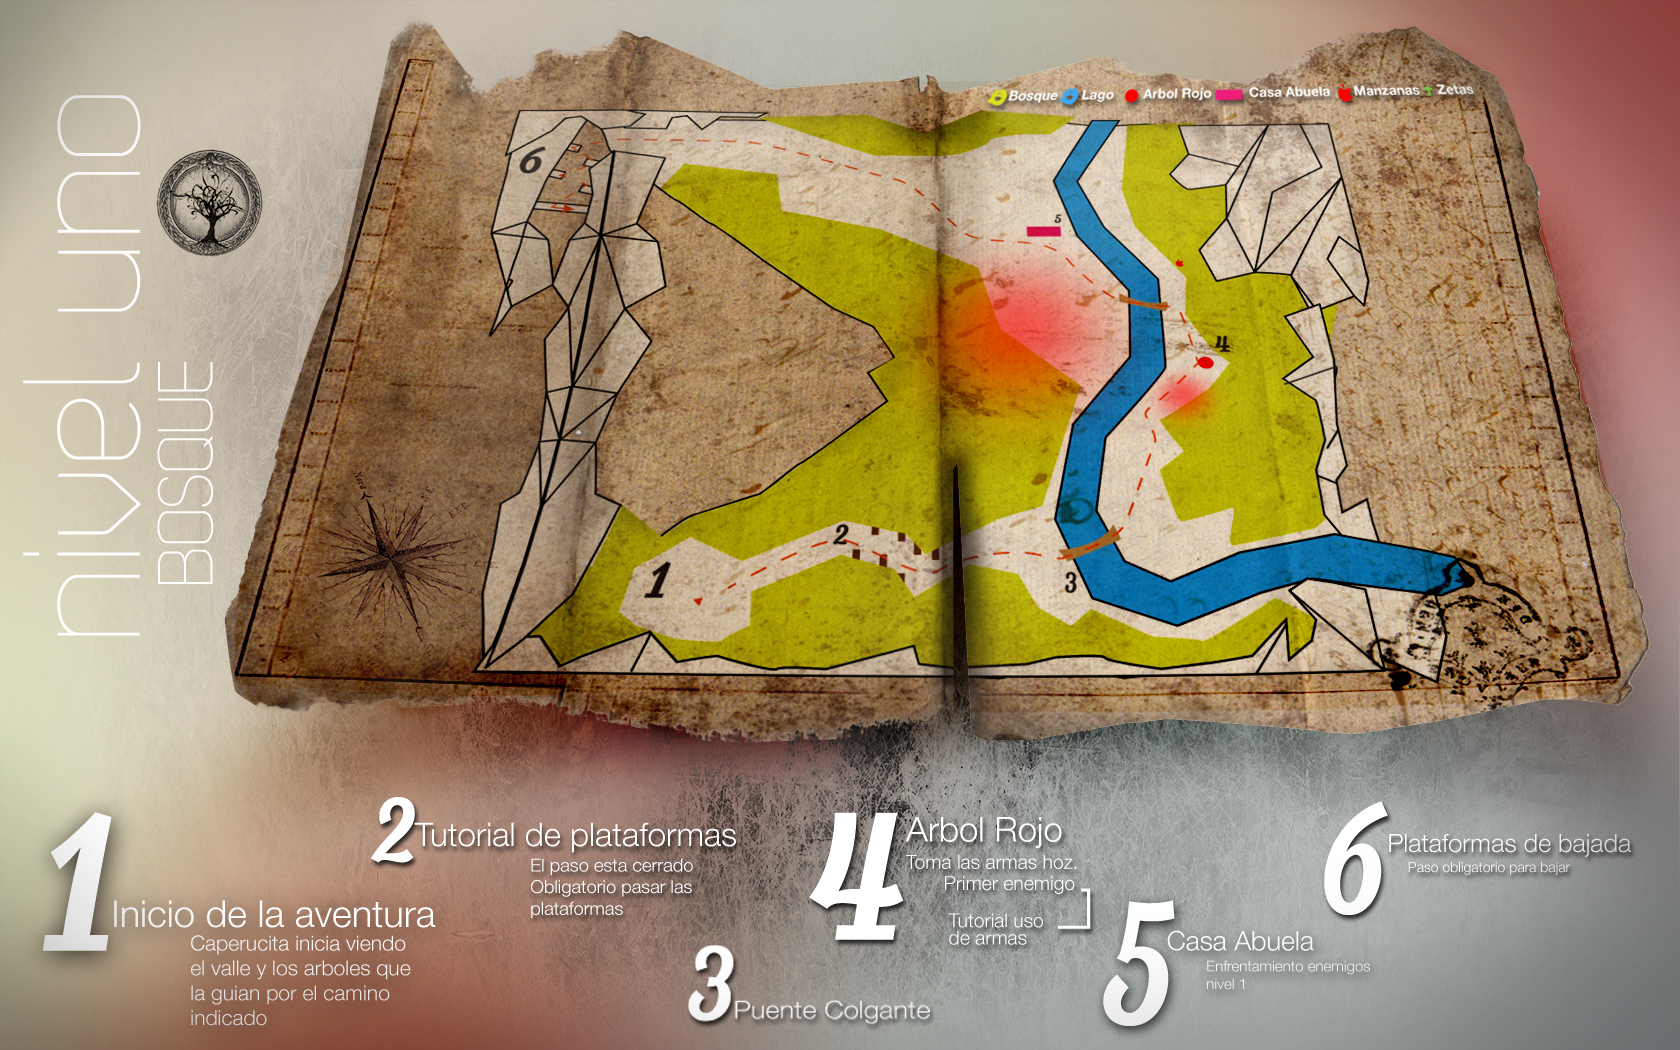 nivel uno
BOSQUE
Bosque Lago Arbol Rojo Casa Abuela Manzanas Zetas
6
5
4
2
1
3
1
Inicio de la aventura
Caperucita inicia viendo
el valle y los arboles que
la guian por el camino
indicado
2
Tutorial de plataformas
El paso esta cerrado
Obligatorio pasar las
plataformas
3
Puente Colgante
4
Arbol Rojo
Toma las armas hoz.
Primer enemigo
Tutorial uso
de armas
5
Casa Abuela
Enfrentamiento enemigos
nivel 1
6
Plataformas de bajada
Paso obligatorio para bajar